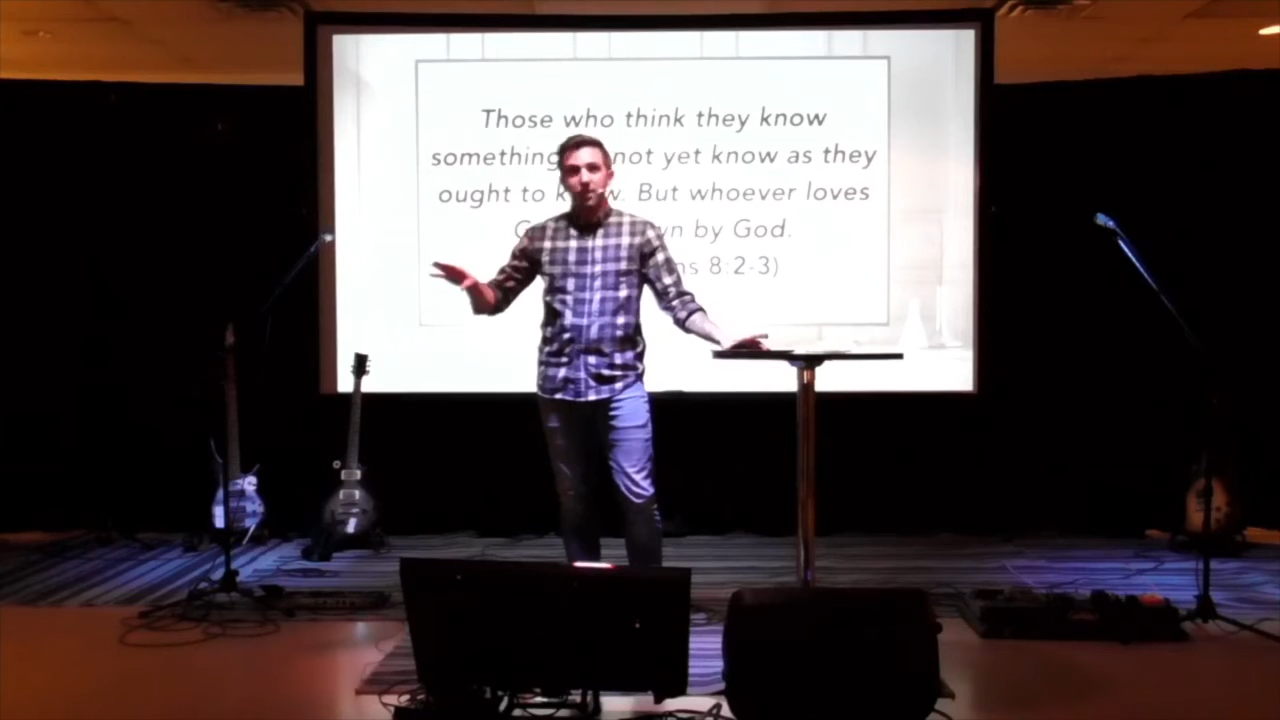 Those who think they know
something not yet know as they
ought to know. But whoever loves
by God.
8:2-3)